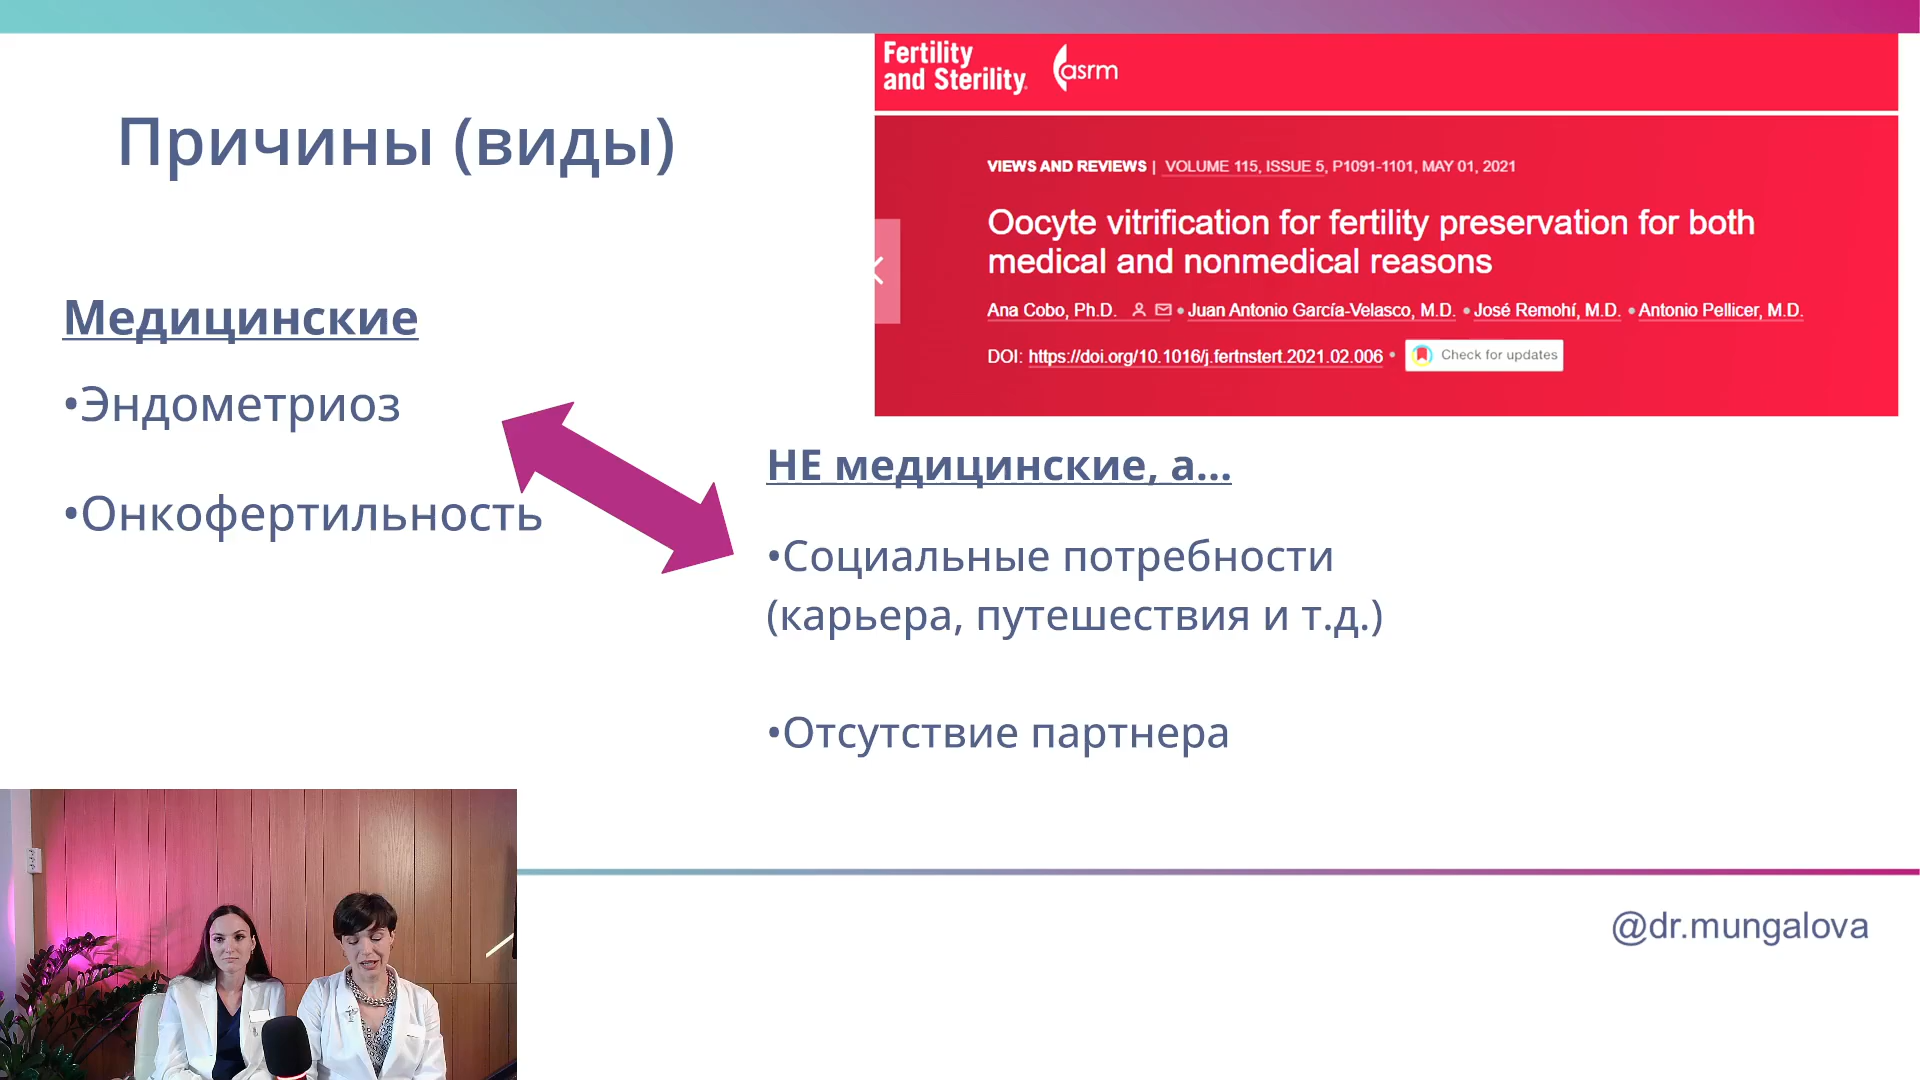 Fertility
and Sterility®
asrm
Причины (виды)
VIEWS AND REVIEWS | VOLUME 115, ISSUE 5, P1091-1101, MAY 01, 2021
Oocyte vitrification for fertility preservation for both
medical and nonmedical reasons
Ana Cobo, Ph.D. • Juan Antonio García-Velasco, M.D. • José Remohí, M.D. • Antonio Pellicer, M.D.
DOI: https://doi.org/10.1016/j.fertnstert.2021.02.006 • Check for updates
Медицинские
•Эндометриоз
•Онкофертильность
НЕ медицинские, а...
•Социальные потребности
(карьера, путешествия и т.д.)
•Отсутствие партнера
@dr.mungalova